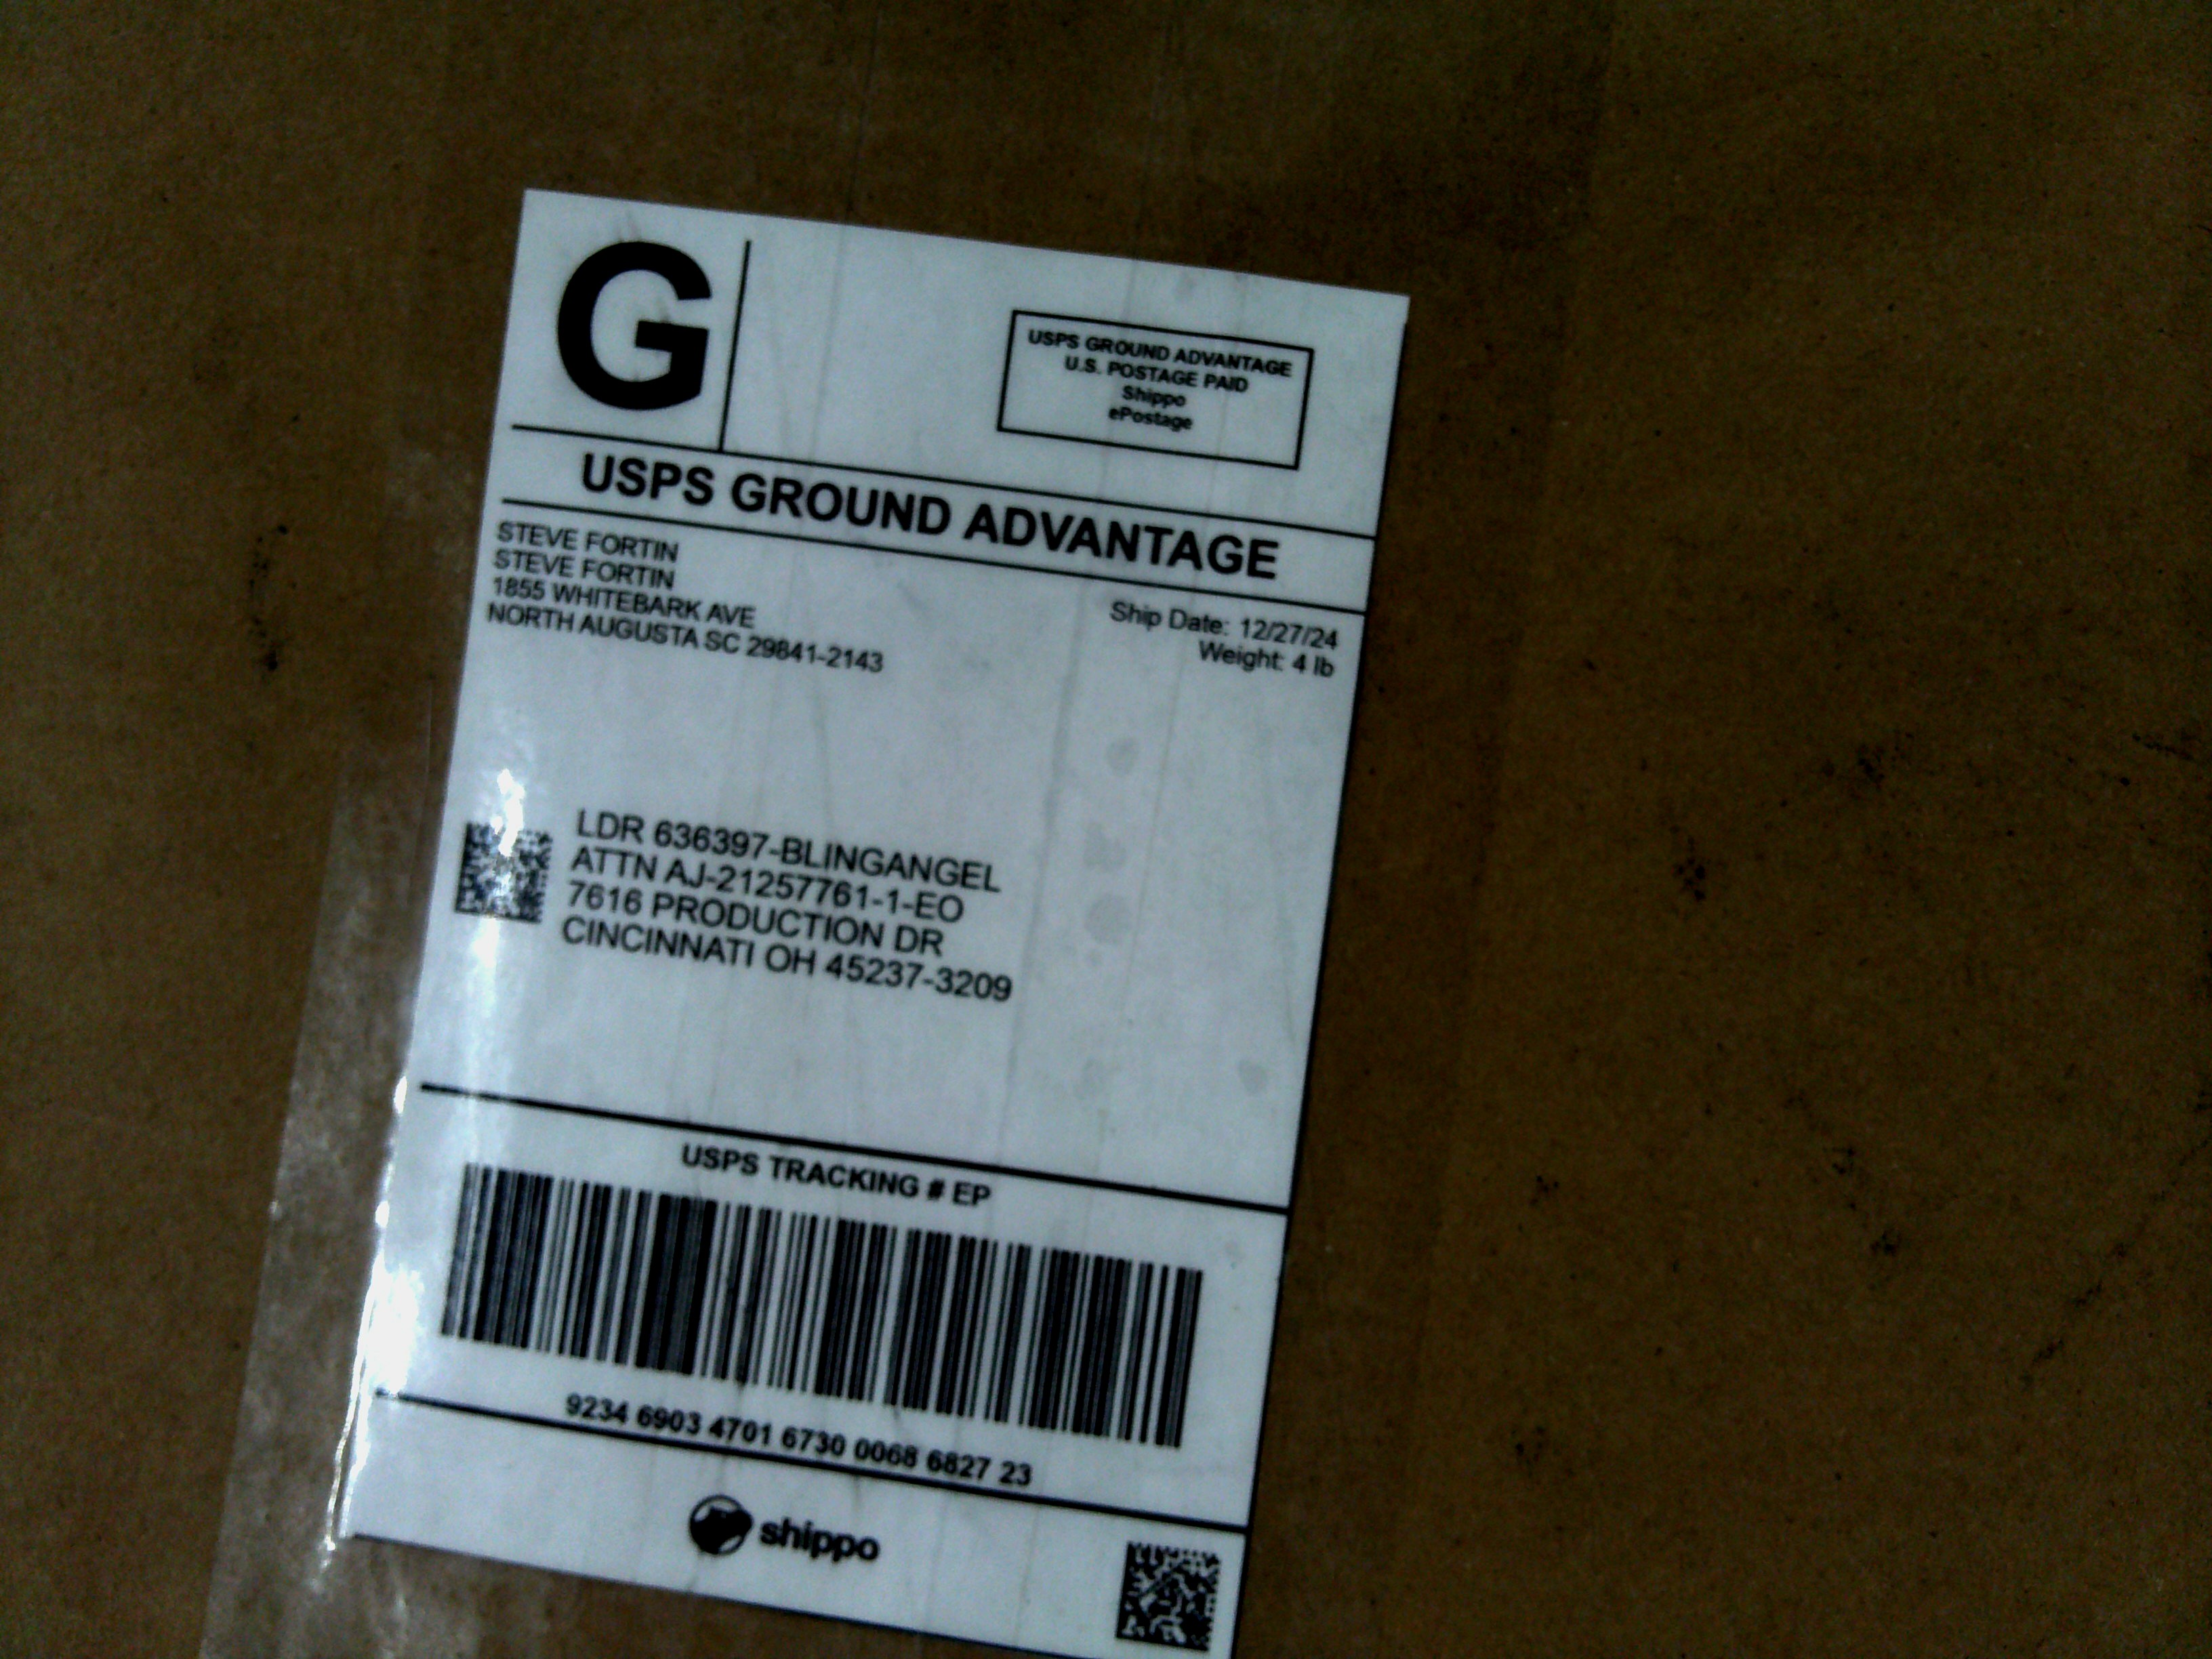 G
USPS GROUND ADVANTAGE
U.S. POSTAGE PAID
Shippo
ePostage
USPS GROUND ADVANTAGE
STEVE FORTIN
STEVE FORTIN
1855 WHITEBARK AVE
NORTH AUGUSTA SC 29841-2143
Ship Date: 12/27/24
Weight: 4 lb
LDR 636397-BLINGANGEL
ATTN AJ-21257761-1-EO
7616 PRODUCTION DR
CINCINNATI OH 45237-3209
USPS TRACKING # EP
9234 6903 4701 6730 0068 6827 23
shippo